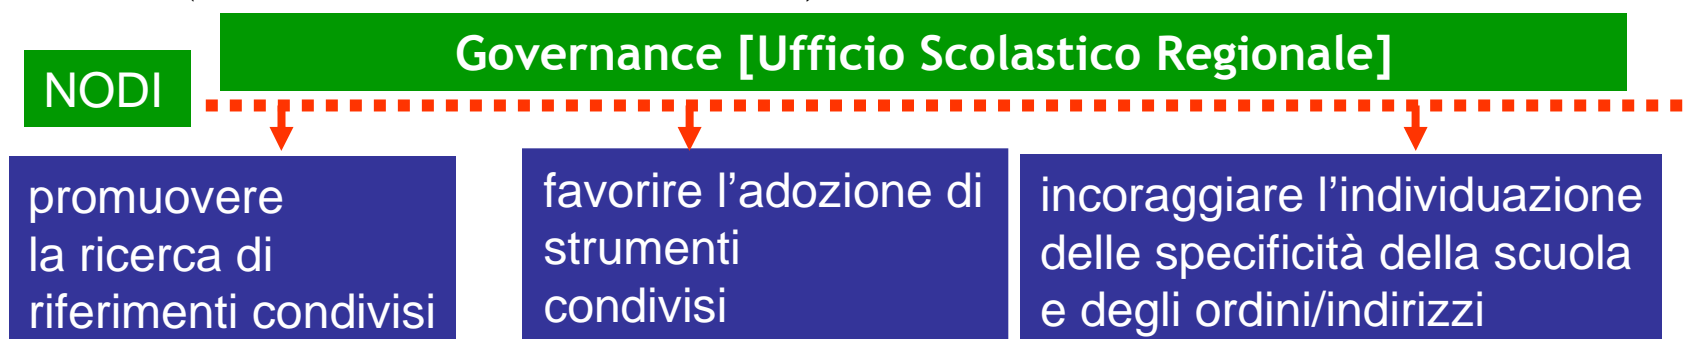 Governance [Ufficio Scolastico Regionale]
NODI
promuovere
la ricerca di
riferimenti condivisi
favorire l’adozione di
strumenti
condivisi
incoraggiare l’individuazione
delle specificità della scuola
e degli ordini/indirizzi